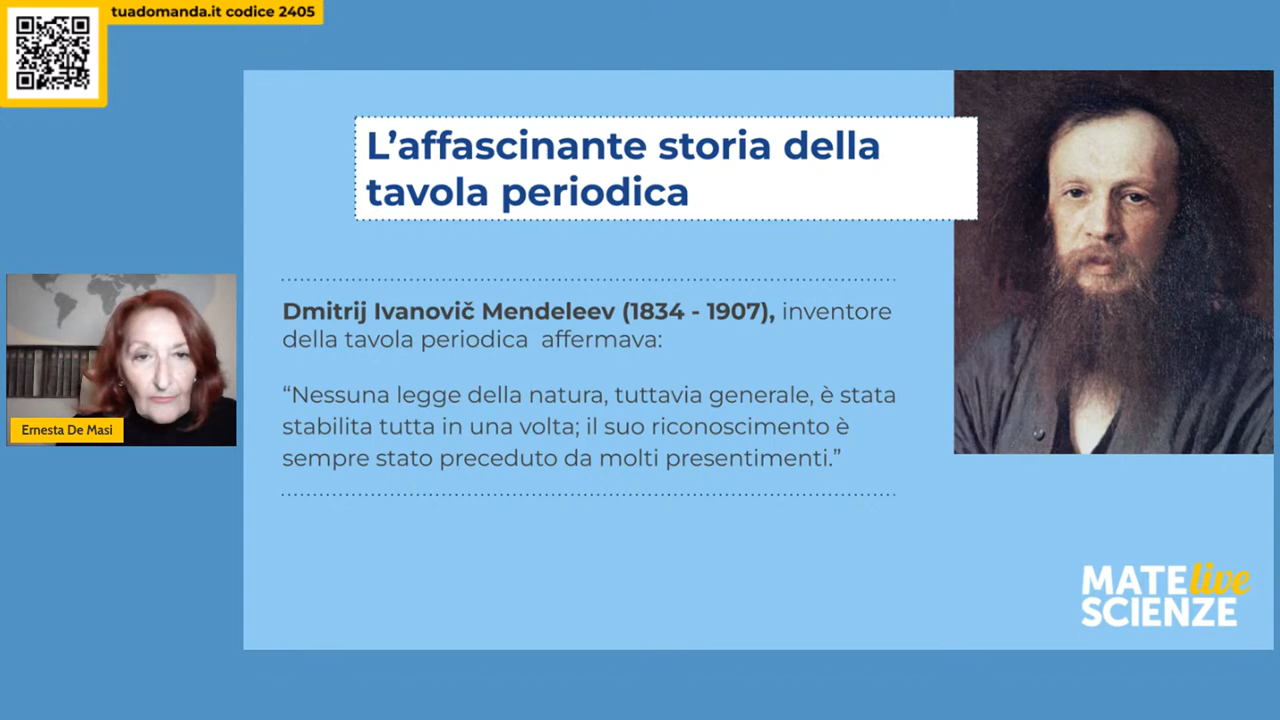 tuadomanda.it codice 2405
L’affascinante storia della
tavola periodica
Dmitrij Ivanovič Mendeleev (1834 - 1907), inventore
della tavola periodica affermava:
“Nessuna legge della natura, tuttavia generale, è stata
stabilita tutta in una volta; il suo riconoscimento è
sempre stato preceduto da molti presentimenti.”
Ernesta De Masi
MATE live
SCIENZE